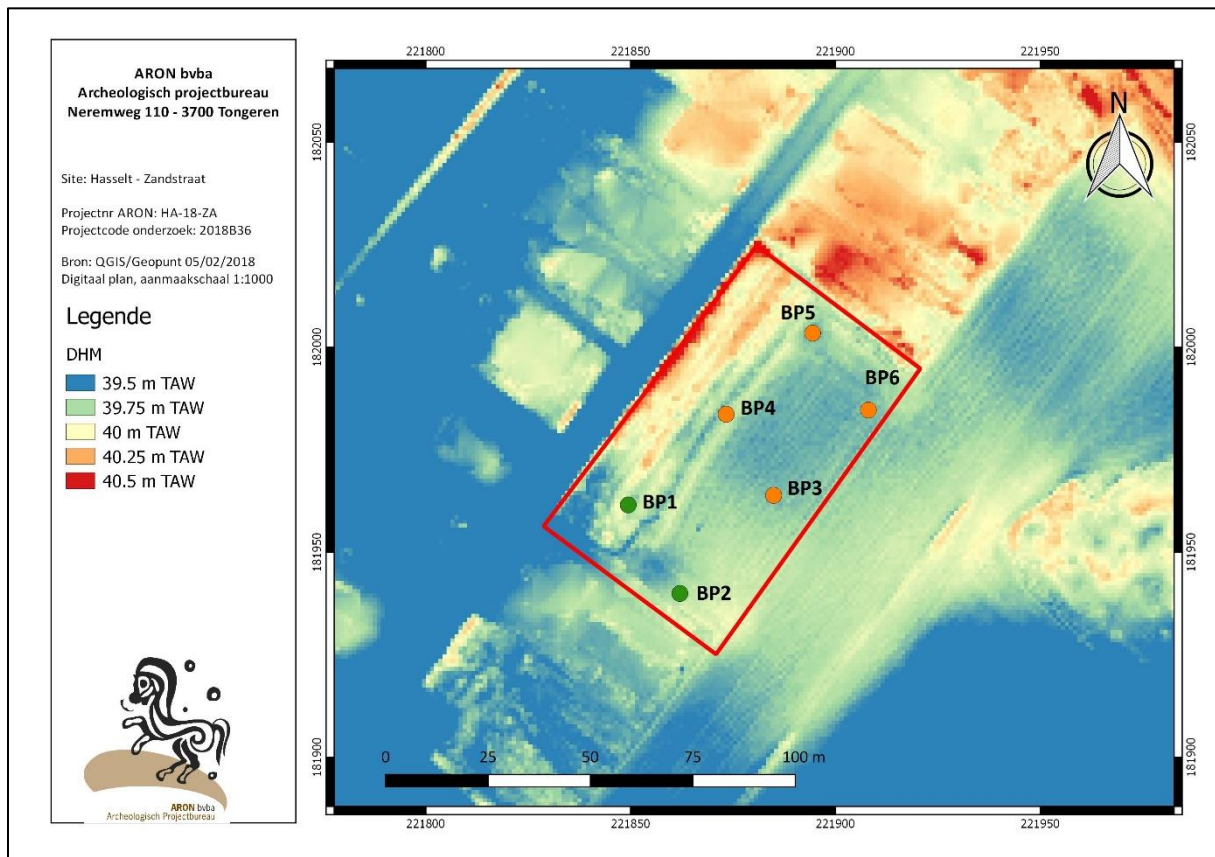 ARON bvba
Archeologisch projectbureau
Neremweg 110 - 3700 Tongeren
Site: Hasselt - Zandstraat
Projectnr ARON: HA-18-ZA
Projectcode onderzoek: 2018B36
Bron: QGIS/Geopunt 05/02/2018
Digitaal plan, aanmaakschaal 1:1000
Legende
DHM
39.5 m TAW
39.75 m TAW
40 m TAW
40.25 m TAW
40.5 m TAW
ARON bvba
Archeologisch Projectbureau
221800 221850 221900 221950
182050 182050
182000 182000
181950 181950
181900 181900
N
BP5
BP6
BP4
BP3
BP1
BP2
0 25 50 75 100 m
221800 221850 221900 221950